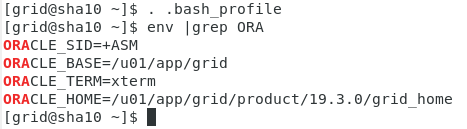 [grid@sha10 ~]$ . .bash_profile
[grid@sha10 ~]$ env |grep ORA
ORACLE_SID=+ASM
ORACLE_BASE=/u01/app/grid
ORACLE_TERM=xterm
ORACLE_HOME=/u01/app/grid/product/19.3.0/grid_home
[grid@sha10 ~]$